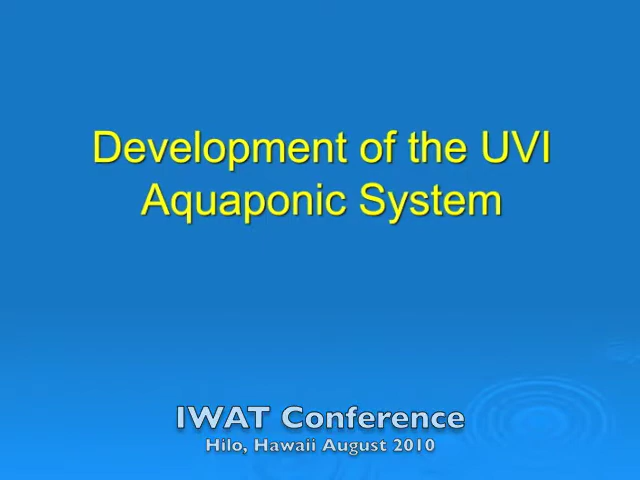 Development of the UVI
Aquaponic System
IWAT Conference
Hilo, Hawaii August 2010